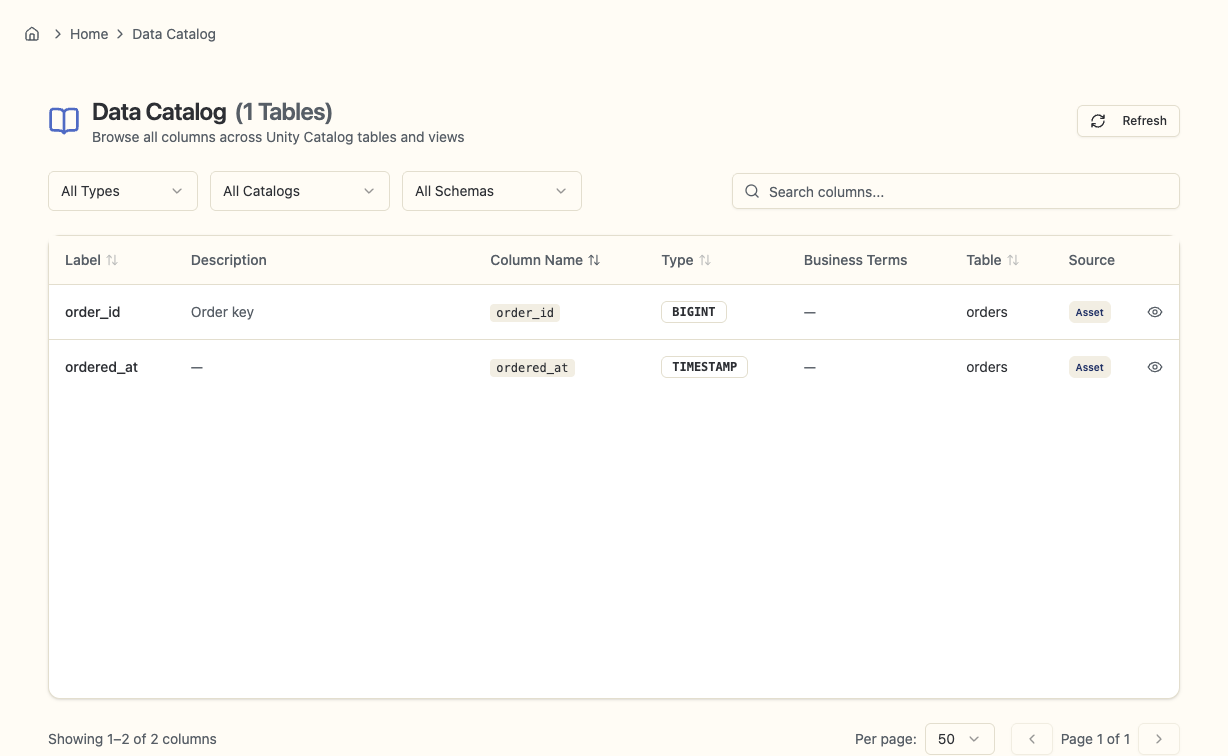 Home
Data Catalog
Data Catalog (1 Tables)
Browse all columns across Unity Catalog tables and views
Refresh
All Types
All Catalogs
All Schemas
Search columns...
Label Description Column Name Type Business Terms Table Source
order_id Order key order_id BIGINT — orders Asset
ordered_at — ordered_at TIMESTAMP — orders Asset
Showing 1–2 of 2 columns
Per page: 50
Page 1 of 1